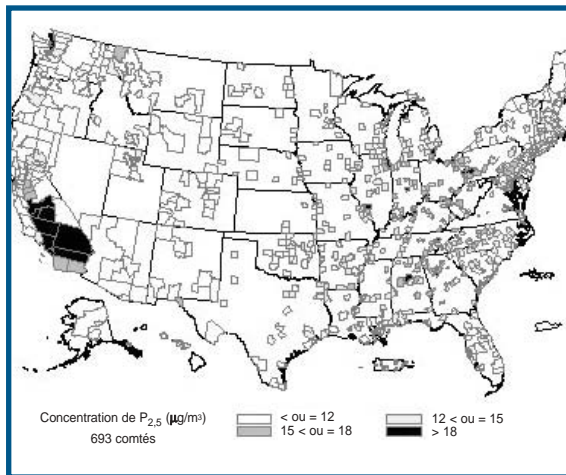 Concentration de P2,5 (µg/m³)
693 comtés
< ou = 12
15 < ou = 18
12 < ou = 15
> 18